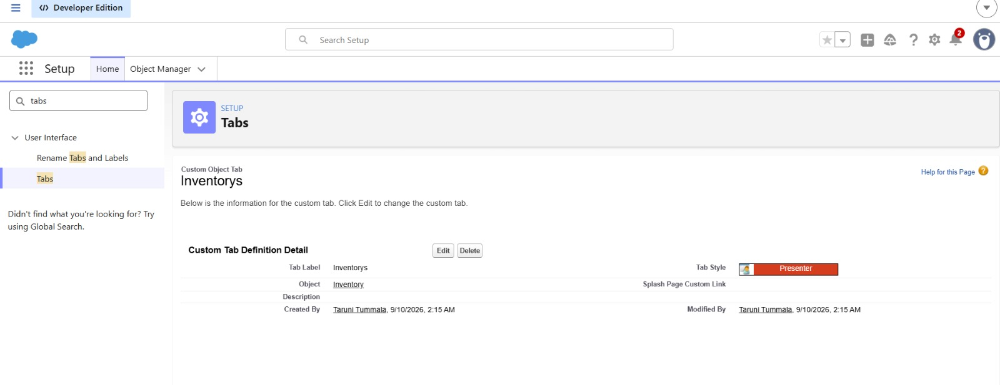 </> Developer Edition
Search Setup
2
Setup
Home
Object Manager
tabs
User Interface
Rename Tabs and Labels
Tabs
Didn't find what you're looking for? Try
using Global Search.
SETUP
Tabs
Custom Object Tab
Inventorys
Help for this Page ?
Below is the information for the custom tab. Click Edit to change the custom tab.
Custom Tab Definition Detail
Edit Delete
Tab Label Inventorys Tab Style Presenter
Object Inventory Splash Page Custom Link
Description
Created By Taruni Tummala, 9/10/2026, 2:15 AM Modified By Taruni Tummala, 9/10/2026, 2:15 AM